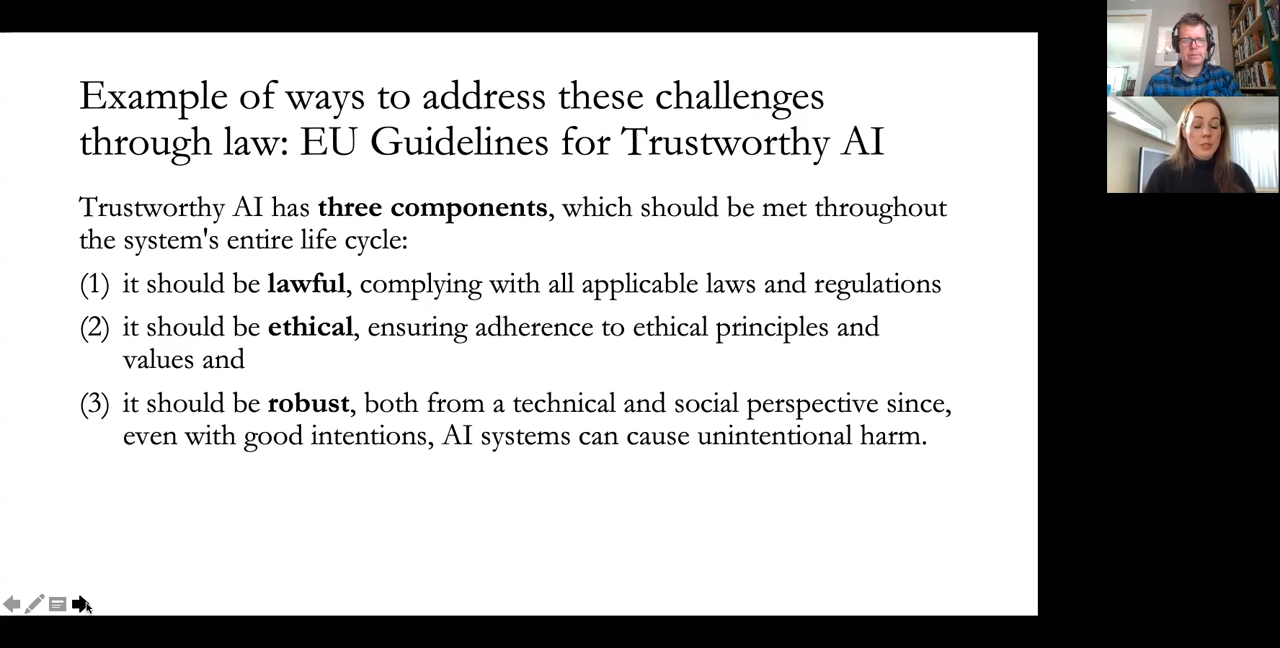 Example of ways to address these challenges
through law: EU Guidelines for Trustworthy AI
Trustworthy AI has three components, which should be met throughout
the system's entire life cycle:
(1) it should be lawful, complying with all applicable laws and regulations
(2) it should be ethical, ensuring adherence to ethical principles and
values and
(3) it should be robust, both from a technical and social perspective since,
even with good intentions, AI systems can cause unintentional harm.